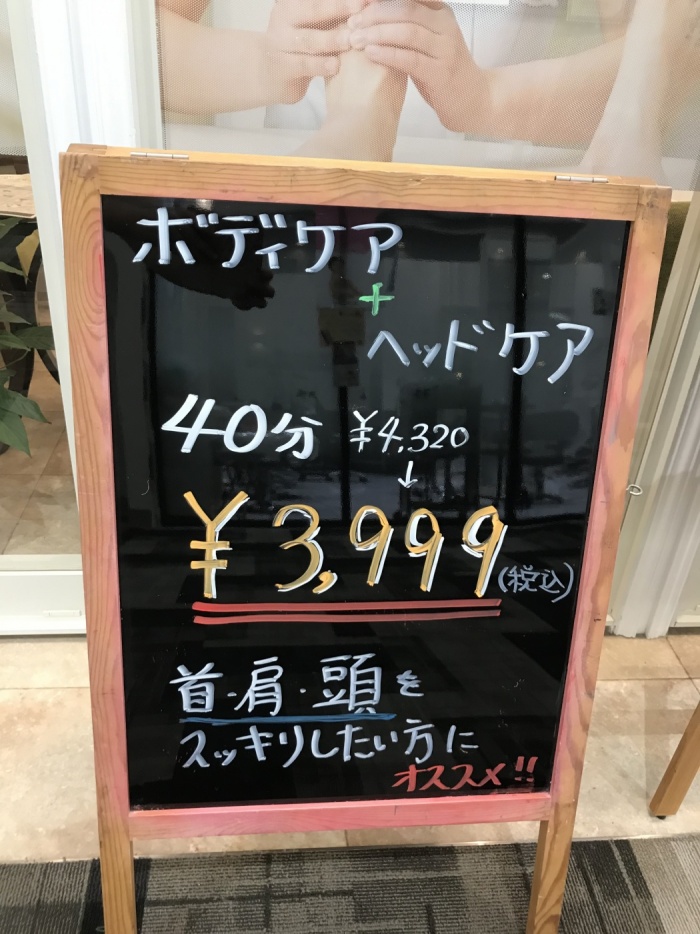 ボディケア
+
ヘッドケア
40分 ¥4,320
↓
¥3,999(税込)
首・肩・頭を
スッキリしたい方に
オススメ!!